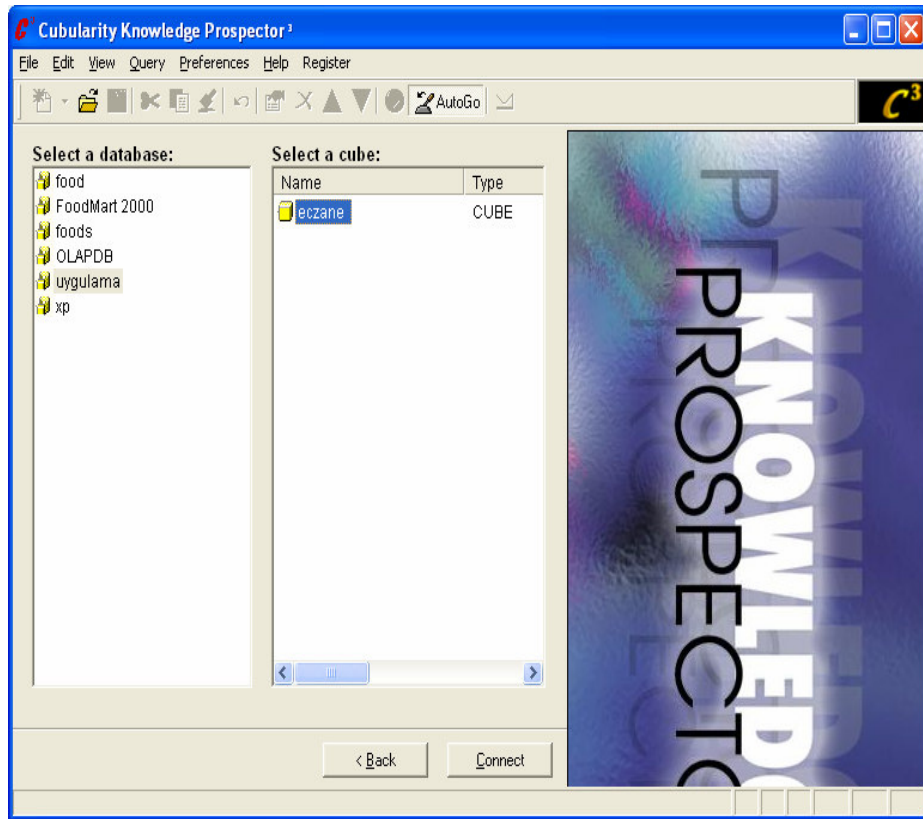 Cubularity Knowledge Prospector ³
File Edit View Query Preferences Help Register
AutoGo
C³
Select a database:
food
FoodMart 2000
foods
OLAPDB
uygulama
xp
Select a cube:
Name Type
eczane CUBE
< Back Connect
PROSPECTO
KNOWLEDG